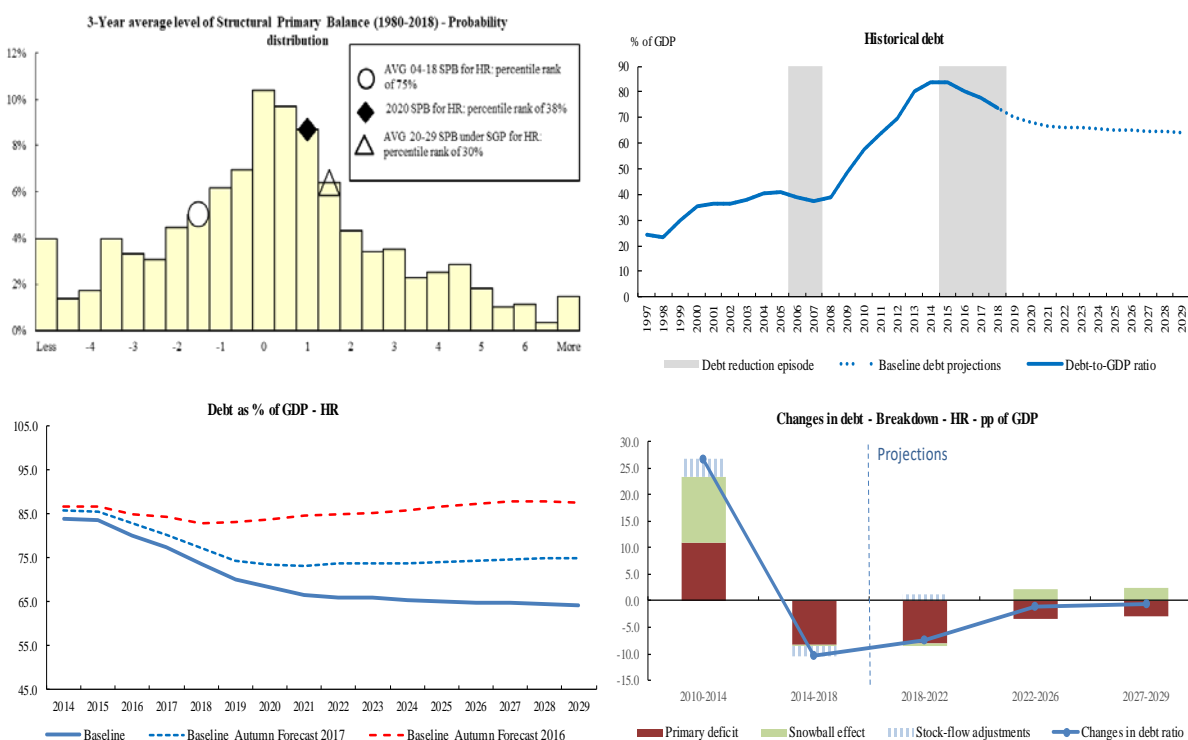 3-Year average level of Structural Primary Balance (1980-2018) - Probability
distribution
12%
10%
8%
6%
4%
2%
0%
AVG 04-18 SPB for HR: percentile rank
of 75%
2020 SPB for HR: percentile rank of 38%
AVG 20-29 SPB under SGP for HR:
percentile rank of 30%
Less -4 -3 -2 -1 0 1 2 3 4 5 6 More
% of GDP
Historical debt
90
80
70
60
50
40
30
20
10
0
1997 1998 1999 2000 2001 2002 2003 2004 2005 2006 2007 2008 2009 2010 2011 2012 2013 2014 2015 2016 2017 2018 2019 2020 2021 2022 2023 2024 2025 2026 2027 2028 2029
Debt reduction episode Baseline debt projections Debt-to-GDP ratio
Debt as % of GDP - HR
105.0
95.0
85.0
75.0
65.0
55.0
45.0
2014 2015 2016 2017 2018 2019 2020 2021 2022 2023 2024 2025 2026 2027 2028 2029
Baseline Baseline Autumn Forecast 2017 Baseline Autumn Forecast 2016
Changes in debt - Breakdown - HR - pp of GDP
Projections
30.0
25.0
20.0
15.0
10.0
5.0
0.0
-5.0
-10.0
-15.0
2010-2014 2014-2018 2018-2022 2022-2026 2027-2029
Primary deficit Snowball effect Stock-flow adjustments Changes in debt ratio